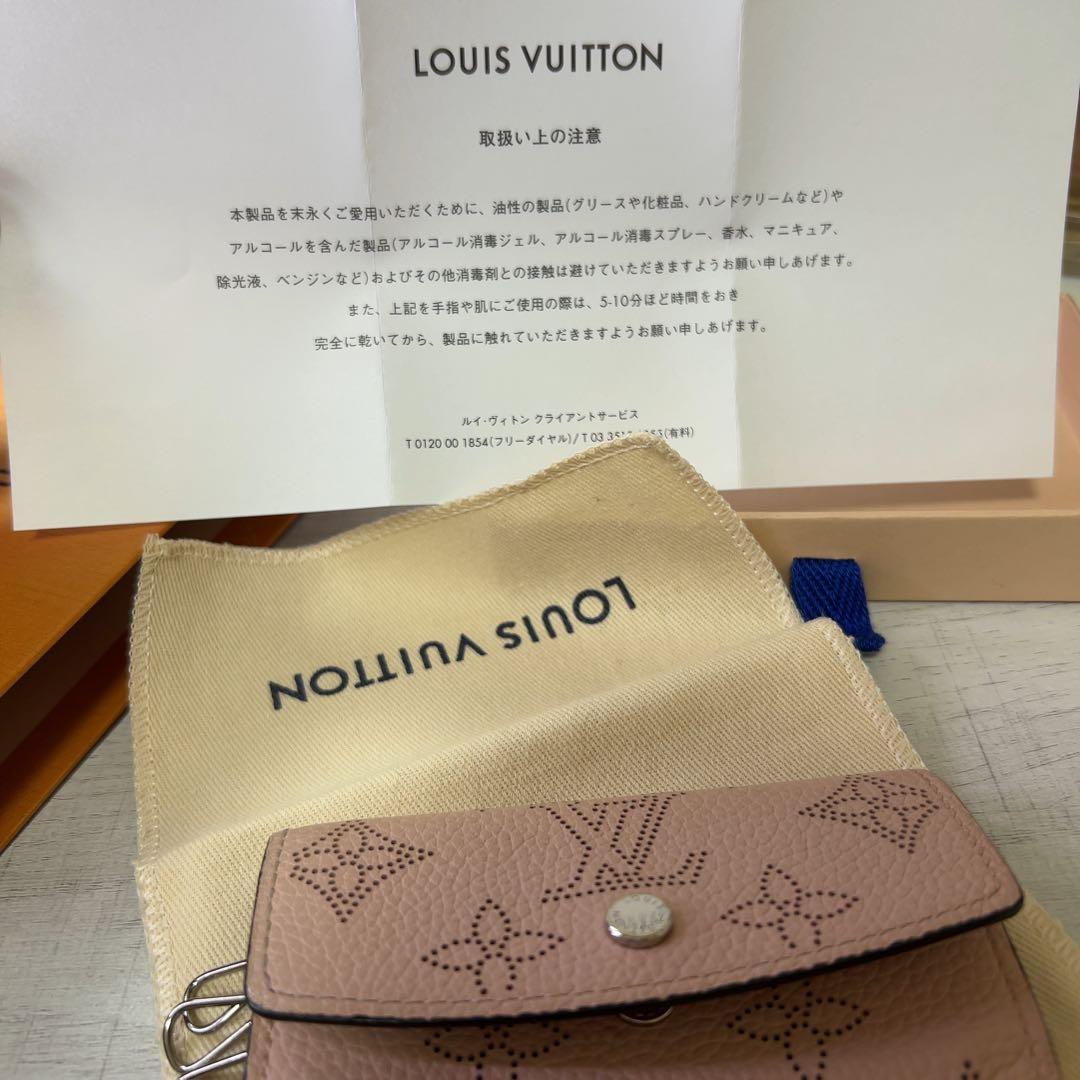 LOUIS VUITTON
取扱い上の注意
本製品を末永くご愛用いただくために、油性の製品(グリースや化粧品、ハンドクリームなど)や
アルコールを含んだ製品(アルコール消毒ジェル、アルコール消毒スプレー、香水、マニキュア、
除光液、ベンジンなど)およびその他消毒剤との接触は避けていただきますようお願い申しあげます。
また、上記を手指や肌にご使用の際は、5-10分ほど時間をおき
完全に乾いてから、製品に触れていただきますようお願い申しあげます。
ルイ・ヴィトン クライアントサービス
T 0120 00 1854(フリーダイヤル)/ T 03 (有料)
LOUIS VUITTON
LV